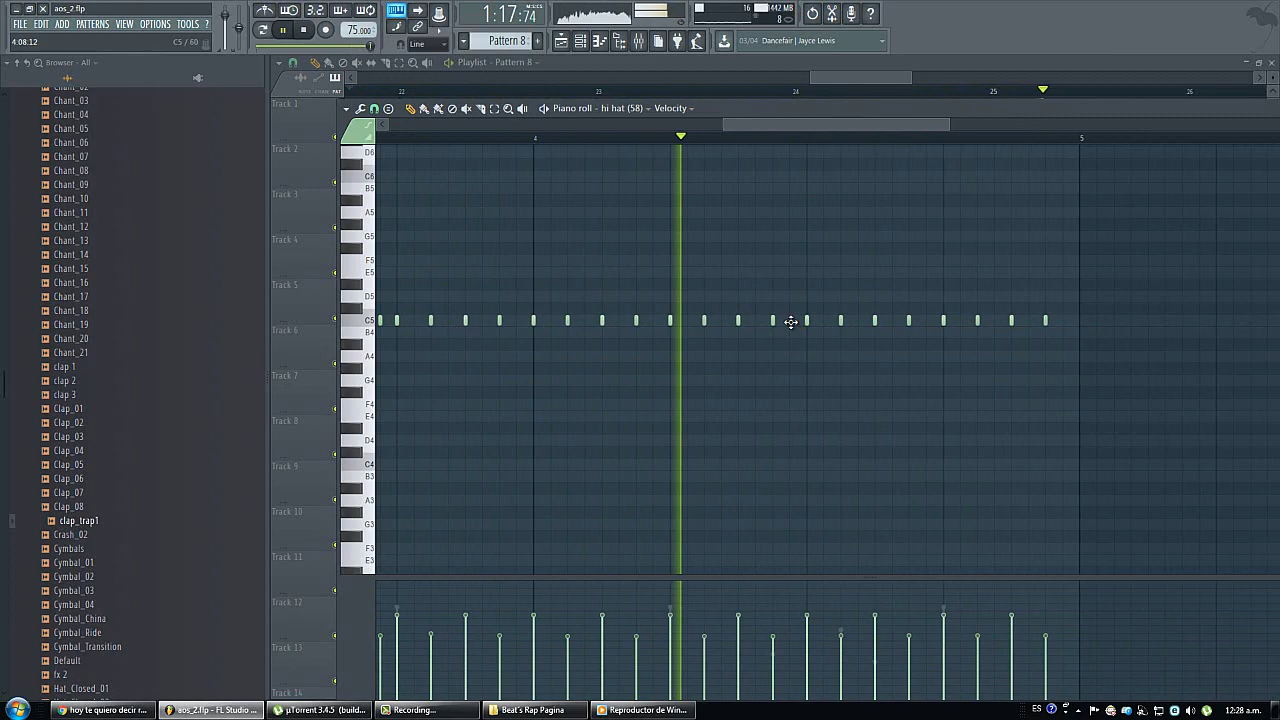 aos_2.flp
FILE EDIT ADD PATTERNS VIEW OPTIONS TOOLS ?
4:08:12 C5 / 60
3.2.
75.000
Line
1:17:74
Pattern 8
16
442 MB
8
03/04 Dancefair | Jayce Lewis
Browser - All
Playlist - Pattern 8
NOTE CHAN PAT
22 23 24 25 26
Piano roll - hi hat (58) Velocity
4 5
Chant_02
Chant_03
Chant_04
Chant_05
Chant_06
Chant_07
Chant_08
Chant_09
Chant_10
Chant_11
Chant_12
Chant_13
Chant_14
Chant_15
Chant_16
Chant_17
Chant_18
Chant_19
Chant_20
Chant_21
clap 1
clap 2
clap 3
Clap_01
Clap_02
Clap_03
Clap_04
Clap_05
Clap_06
Clap_07
Clap_08
clap_trap1
Crash_02
Cymbals
Cymbal_01
Cymbal_02
Cymbal_03
Cymbal_04
Cymbal_China
Cymbal_Ride
Cymbal_Transition
Default
fx 2
Hat_Closed_01
Track 1
Track 2
Track 3
Track 4
Track 5
Track 6
Track 7
Track 8
Track 9
Track 10
Track 11
Track 12
Track 13
Track 14
D6
C6
B5
A5
G5
F5
E5
D5
C5
B4
A4
G4
F4
E4
D4
C4
B3
A3
G3
F3
E3
hoy te quiero decir r...
aos_2.flp - FL Studio ...
µTorrent 3.4.5 (build...
Recording...
Beat's Rap Pagina
Reproductor de Win...
ES
12:28 a.m.